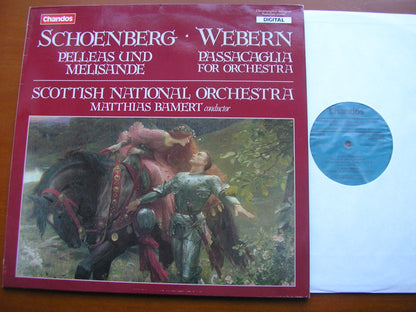 Chandos
DIGITAL
SCHOENBERG · WEBERN
PELLEAS UND
MELISANDE
PASSACAGLIA
FOR ORCHESTRA
SCOTTISH NATIONAL ORCHESTRA
MATTHIAS BAMERT conductor
Chandos